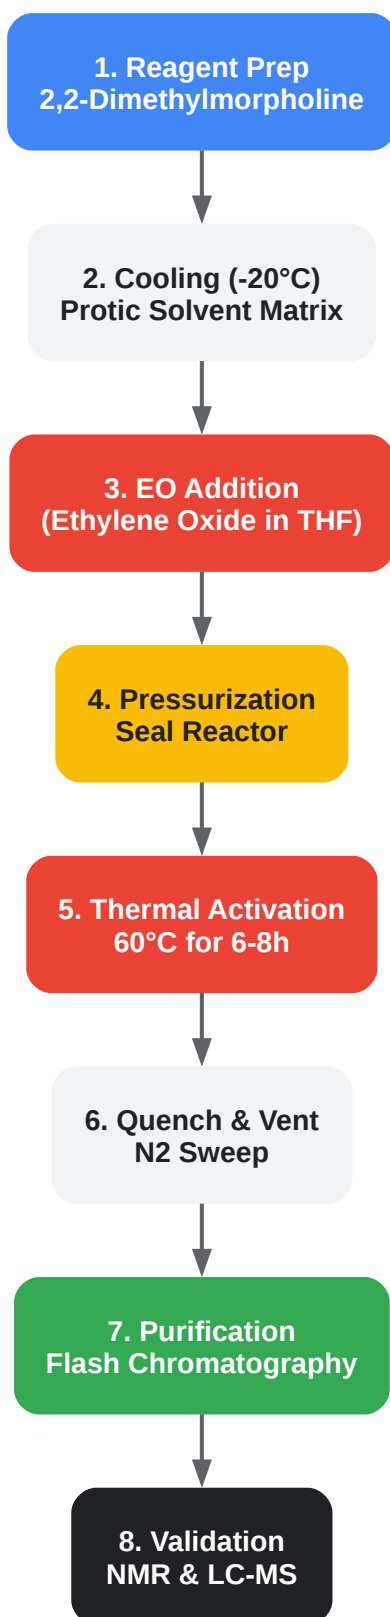 1. Reagent Prep
2,2-Dimethylmorpholine
2. Cooling (-20°C)
Protic Solvent Matrix
3. EO Addition
(Ethylene Oxide in THF)
4. Pressurization
Seal Reactor
5. Thermal Activation
60°C for 6-8h
6. Quench & Vent
N2 Sweep
7. Purification
Flash Chromatography
8. Validation
NMR & LC-MS